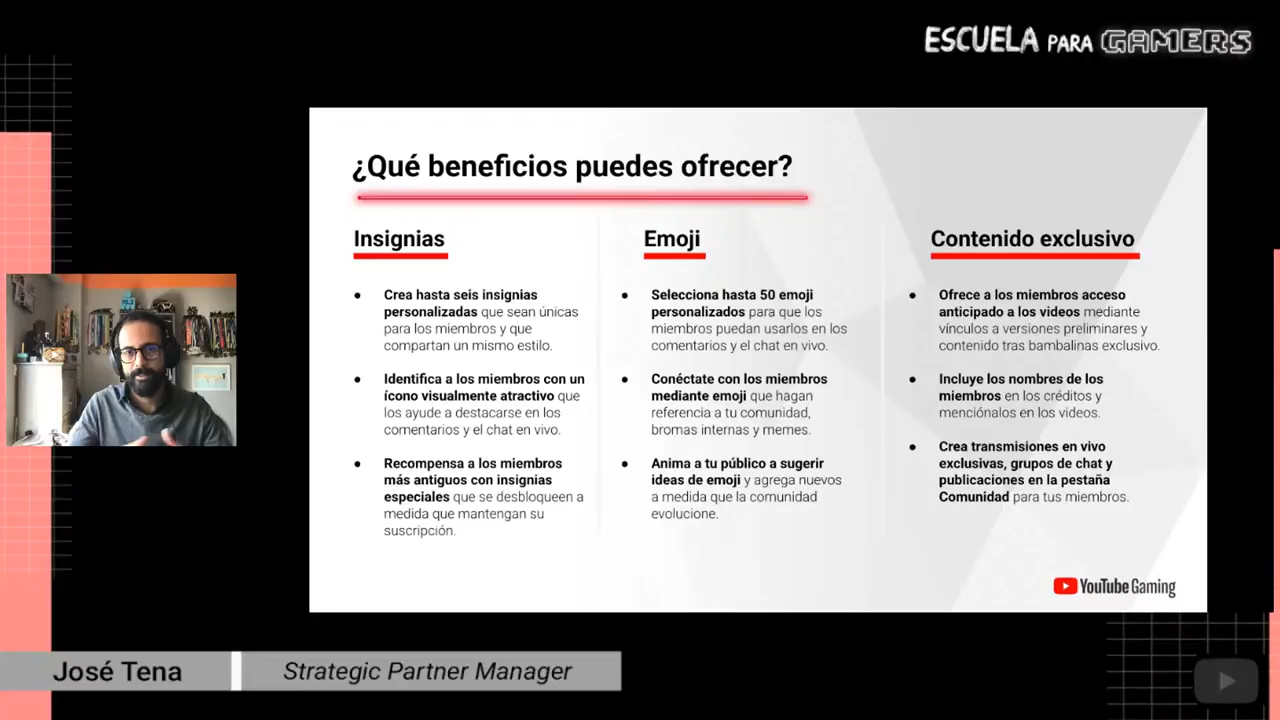 ESCUELA PARA GAMERS
¿Qué beneficios puedes ofrecer?
Insignias
● Crea hasta seis insignias
personalizadas que sean únicas
para los miembros y que
compartan un mismo estilo.
● Identifica a los miembros con un
ícono visualmente atractivo que
los ayude a destacarse en los
comentarios y el chat en vivo.
● Recompensa a los miembros
más antiguos con insignias
especiales que se desbloqueen a
medida que mantengan su
suscripción.
Emoji
● Selecciona hasta 50 emoji
personalizados para que los
miembros puedan usarlos en los
comentarios y el chat en vivo.
● Conéctate con los miembros
mediante emoji que hagan
referencia a tu comunidad,
bromas internas y memes.
● Anima a tu público a sugerir
ideas de emoji y agrega nuevos
a medida que la comunidad
evolucione.
Contenido exclusivo
● Ofrece a los miembros acceso
anticipado a los videos mediante
vínculos a versiones preliminares y
contenido tras bambalinas exclusivo.
● Incluye los nombres de los
miembros en los créditos y
menciónalos en los videos.
● Crea transmisiones en vivo
exclusivas, grupos de chat y
publicaciones en la pestaña
Comunidad para tus miembros.
YouTube Gaming
José Tena
Strategic Partner Manager